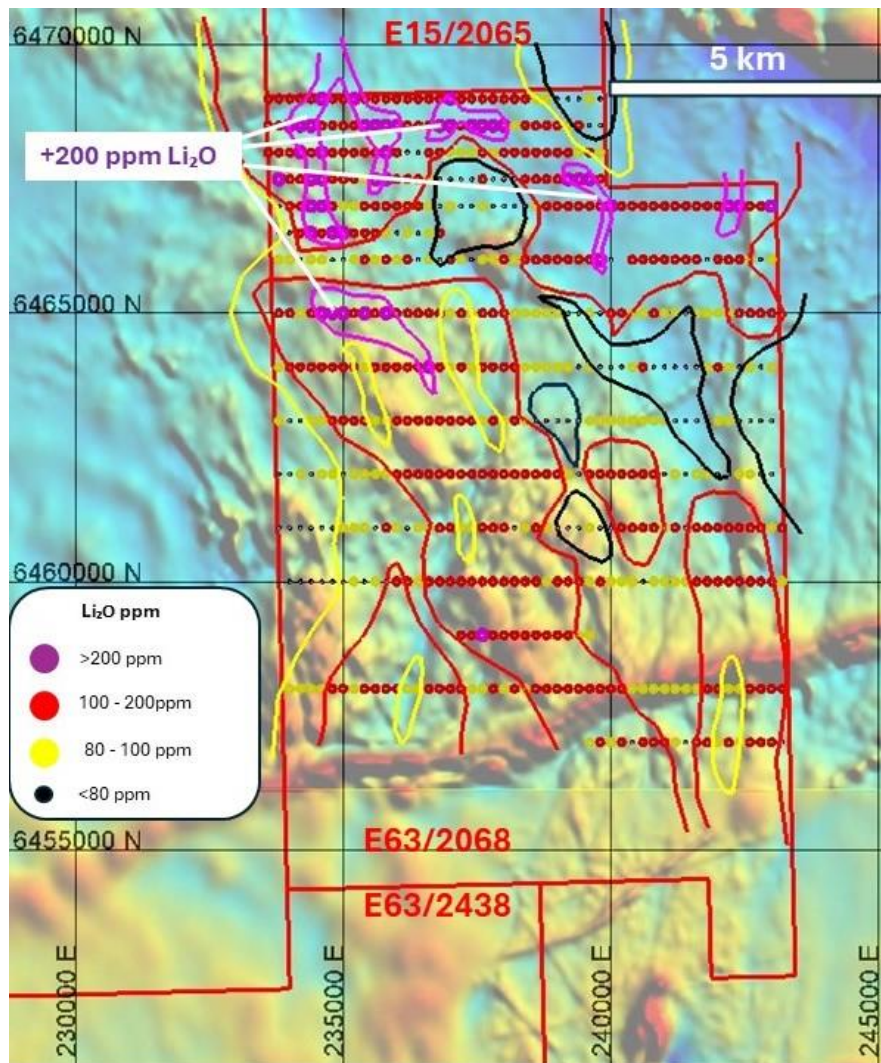 E15/2065
6470000 N
5 km
+200 ppm Li₂O
6465000 N
6460000 N
Li₂O ppm
>200 ppm
100 - 200ppm
80 - 100 ppm
<80 ppm
6455000 N
E63/2068
E63/2438
230000 E
235000 E
240000 E
245000 E